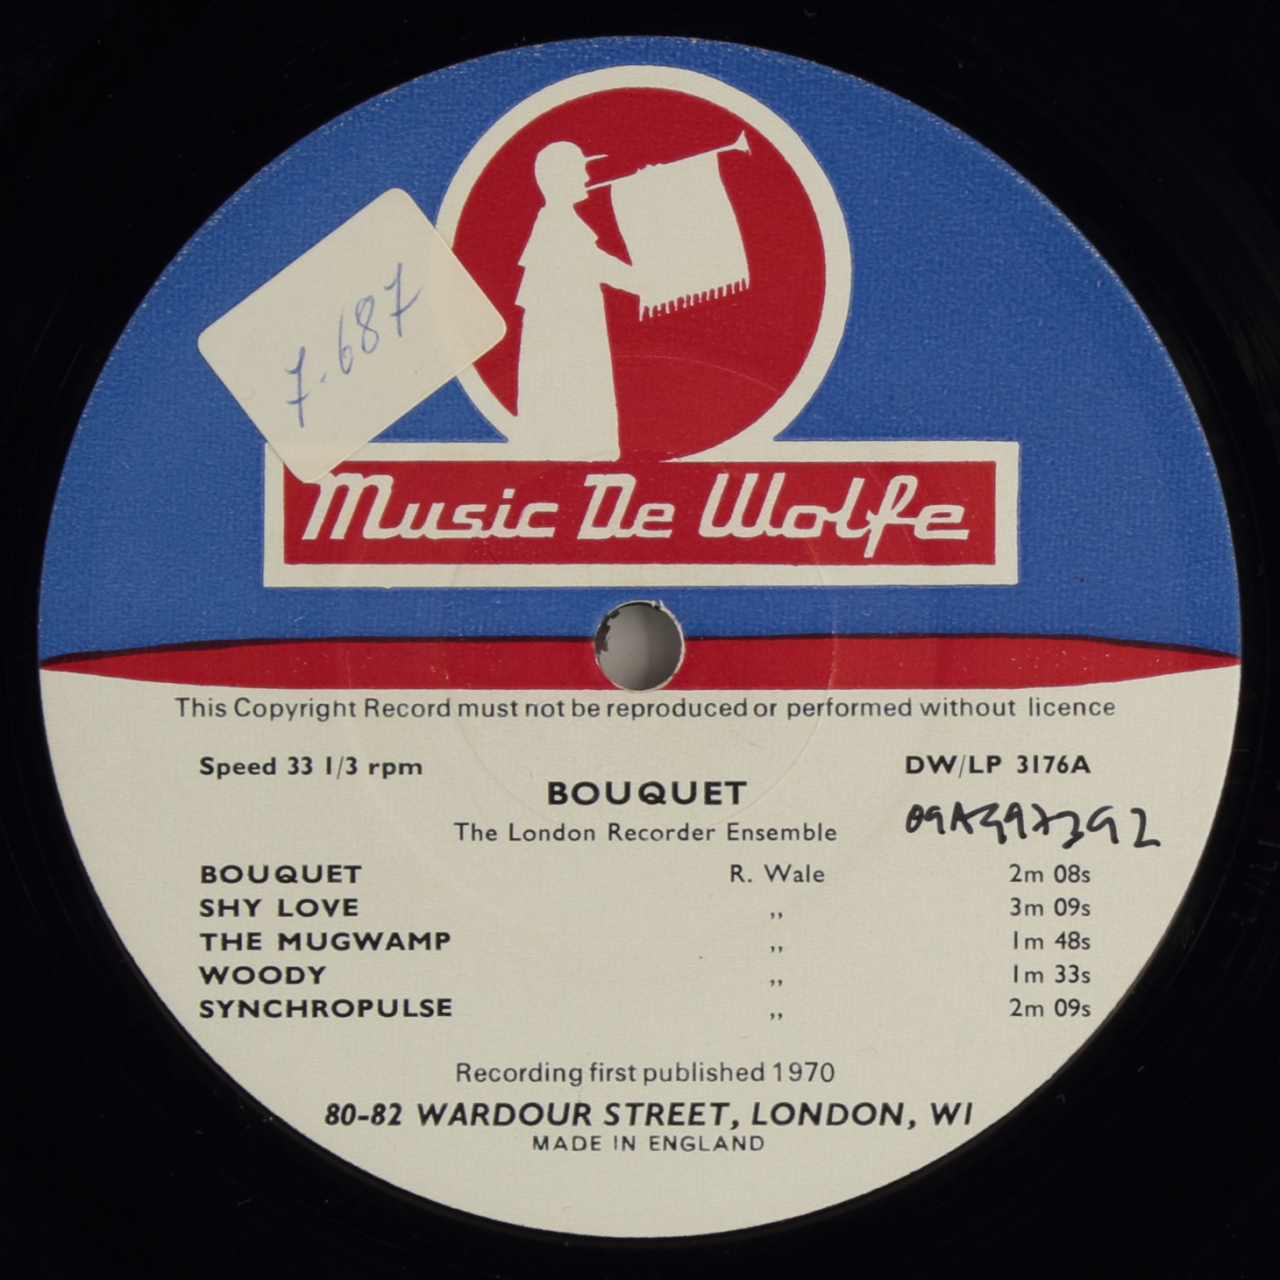 7.687
Music De Wolfe
This Copyright Record must not be reproduced or performed without licence
Speed 33 1/3 rpm DW/LP 3176A
BOUQUET
The London Recorder Ensemble
BOUQUET R. Wale 2m 08s
SHY LOVE ,, 3m 09s
THE MUGWAMP ,, 1m 48s
WOODY ,, 1m 33s
SYNCHROPULSE ,, 2m 09s
Recording first published 1970
80-82 WARDOUR STREET, LONDON, W1
MADE IN ENGLAND